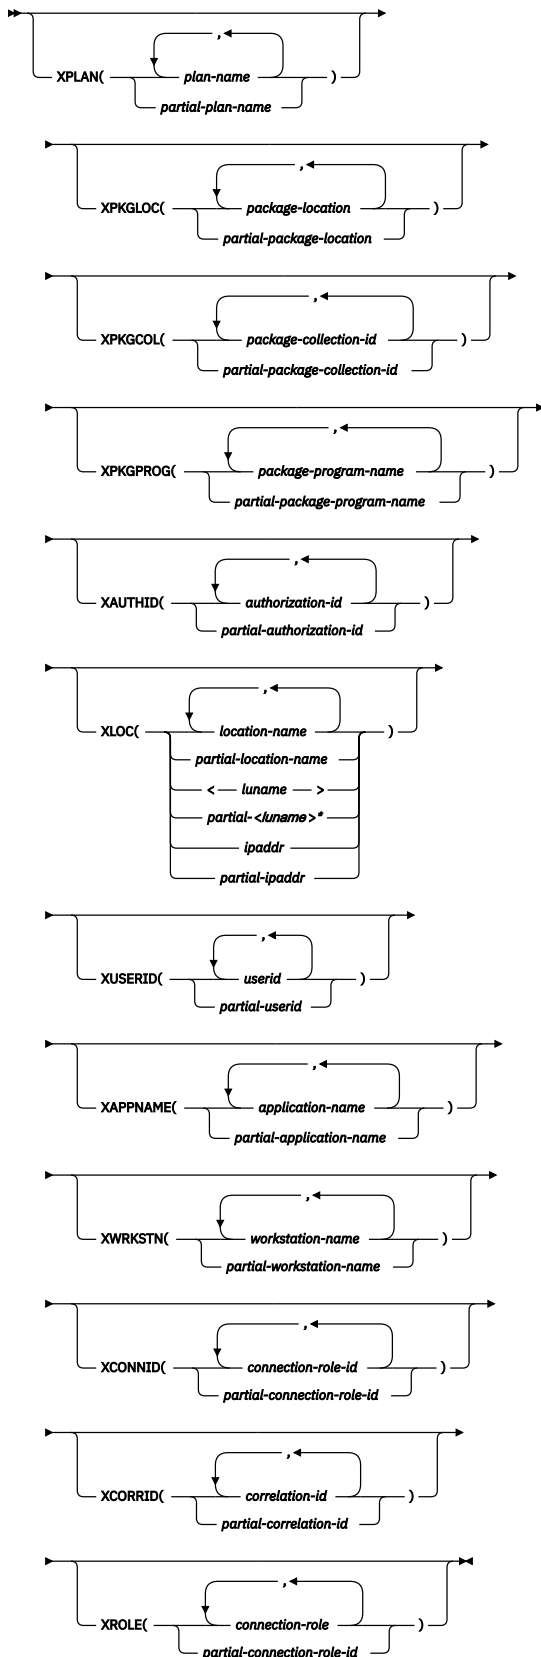 ,
XPLAN( plan-name )
partial-plan-name
,
XPKGLOC( package-location )
partial-package-location
,
XPKGCOL( package-collection-id )
partial-package-collection-id
,
XPKGPROG( package-program-name )
partial-package-program-name
,
XAUTHID( authorization-id )
partial-authorization-id
,
XLOC( location-name )
partial-location-name
< luname >
partial-<luname>*
ipaddr
partial-ipaddr
,
XUSERID( userid )
partial-userid
,
XAPPNAME( application-name )
partial-application-name
,
XWRKSTN( workstation-name )
partial-workstation-name
,
XCONNID( connection-role-id )
partial-connection-role-id
,
XCORRID( correlation-id )
partial-correlation-id
,
XROLE( connection-role )
partial-connection-role-id